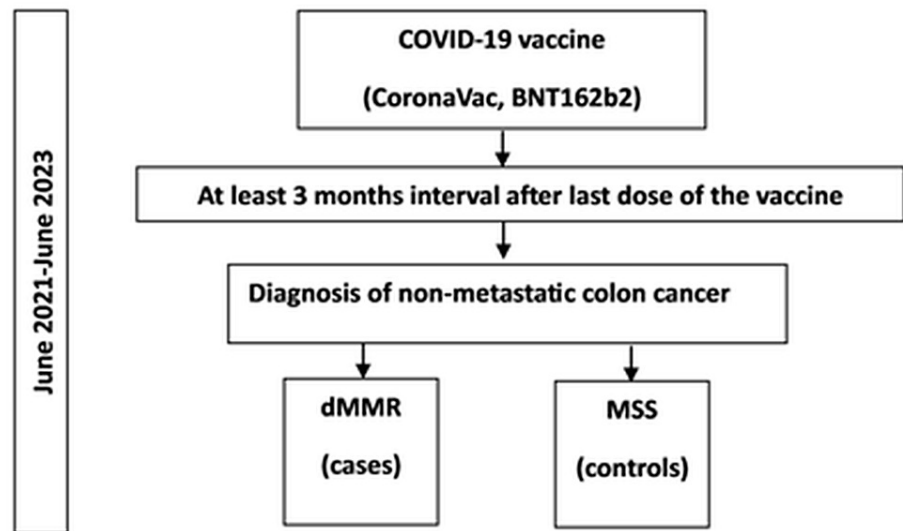 June 2021-June 2023
COVID-19 vaccine
(CoronaVac, BNT162b2)
At least 3 months interval after last dose of the vaccine
Diagnosis of non-metastatic colon cancer
dMMR
(cases)
MSS
(controls)